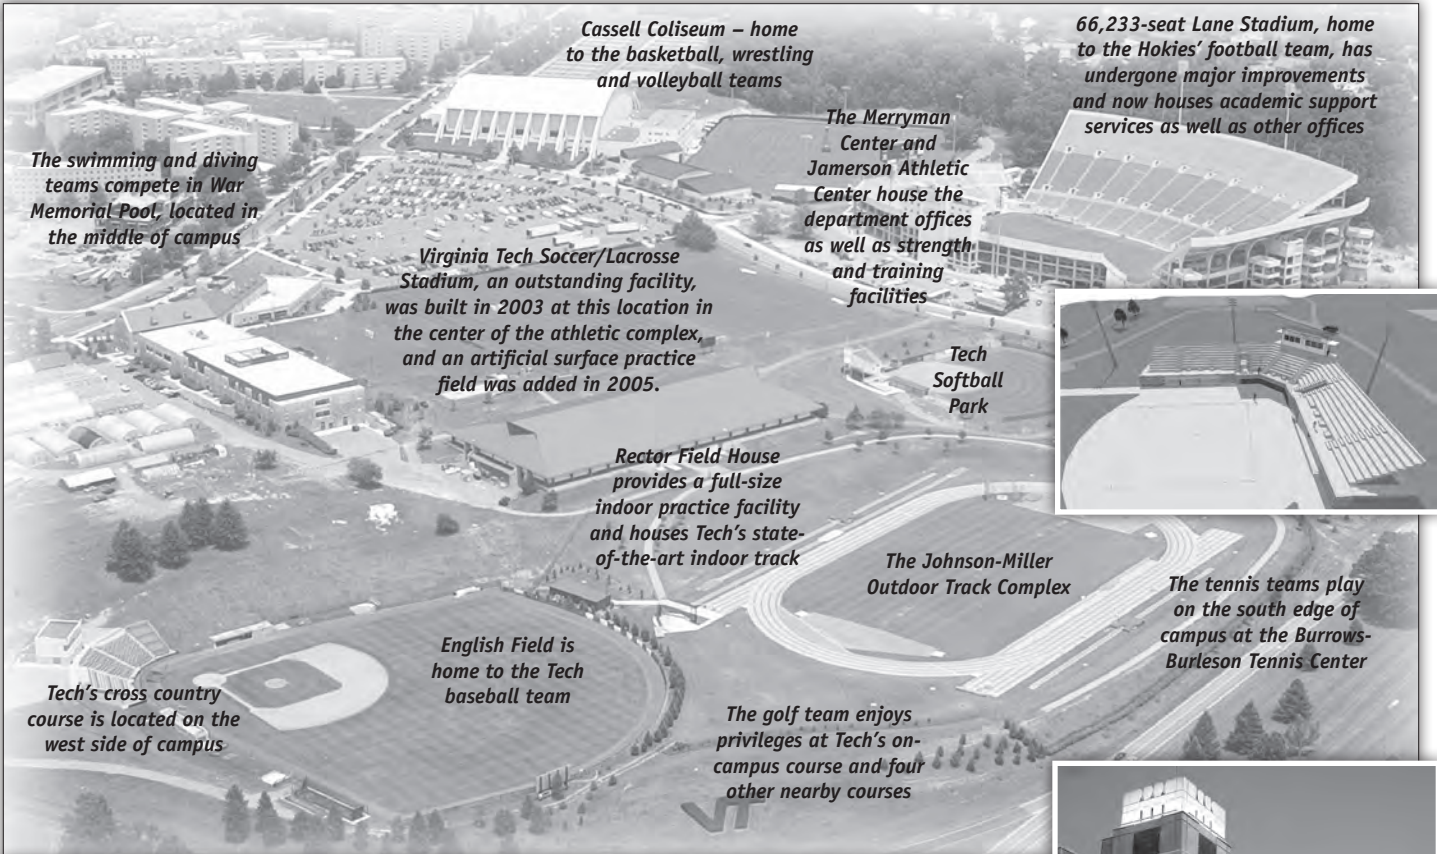 Cassell Coliseum – home
to the basketball, wrestling
and volleyball teams
66,233-seat Lane Stadium, home
to the Hokies' football team, has
undergone major improvements
and now houses academic support
services as well as other offices
The Merryman
Center and
Jamerson Athletic
Center house the
department offices
as well as strength
and training
facilities
The swimming and diving
teams compete in War
Memorial Pool, located in
the middle of campus
Virginia Tech Soccer/Lacrosse
Stadium, an outstanding facility,
was built in 2003 at this location in
the center of the athletic complex,
and an artificial surface practice
field was added in 2005.
Tech
Softball
Park
Rector Field House
provides a full-size
indoor practice facility
and houses Tech's state-
of-the-art indoor track
The Johnson-Miller
Outdoor Track Complex
The tennis teams play
on the south edge of
campus at the Burrows-
Burleson Tennis Center
English Field is
home to the Tech
baseball team
Tech's cross country
course is located on the
west side of campus
The golf team enjoys
privileges at Tech's on-
campus course and four
other nearby courses
VT